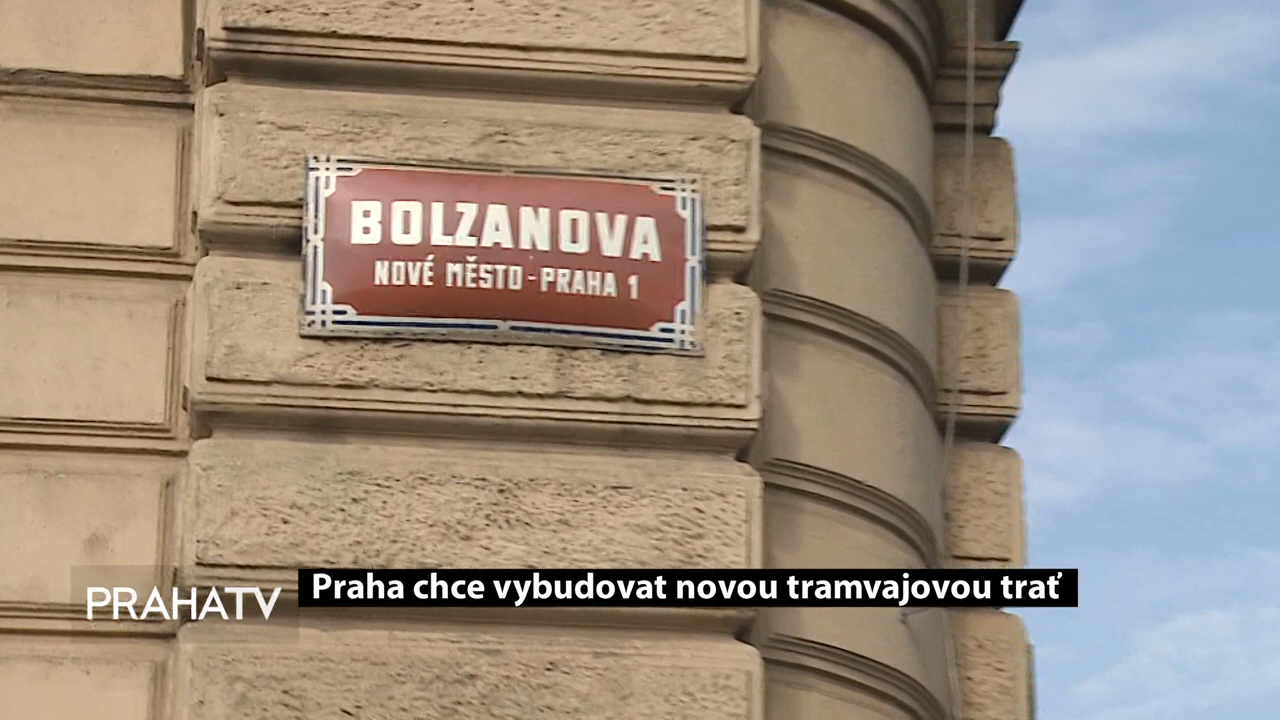 BOLZANOVA
NOVÉ MĚSTO - PRAHA 1
PRAHATV
Praha chce vybudovat novou tramvajovou trať